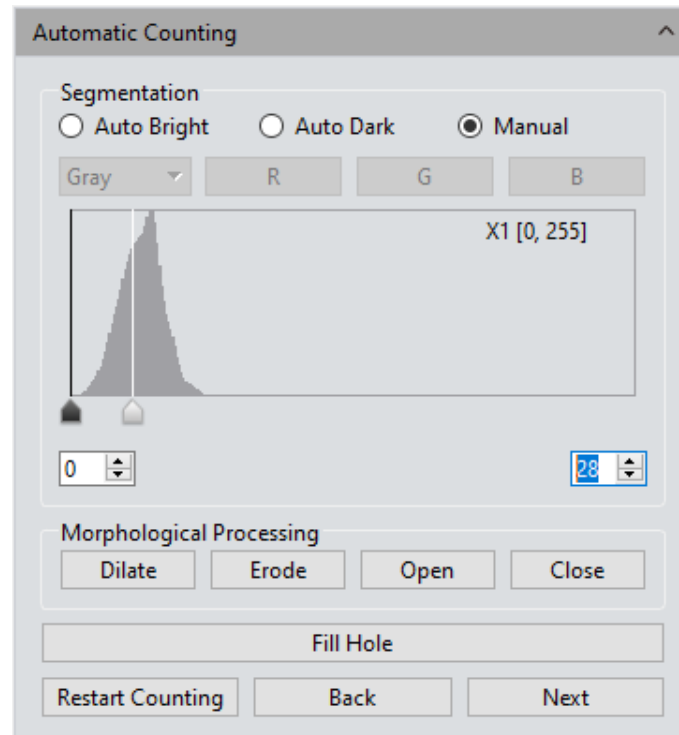 Automatic Counting
Segmentation
Auto Bright Auto Dark Manual
Gray R G B
X1 [0, 255]
0 28
Morphological Processing
Dilate Erode Open Close
Fill Hole
Restart Counting Back Next